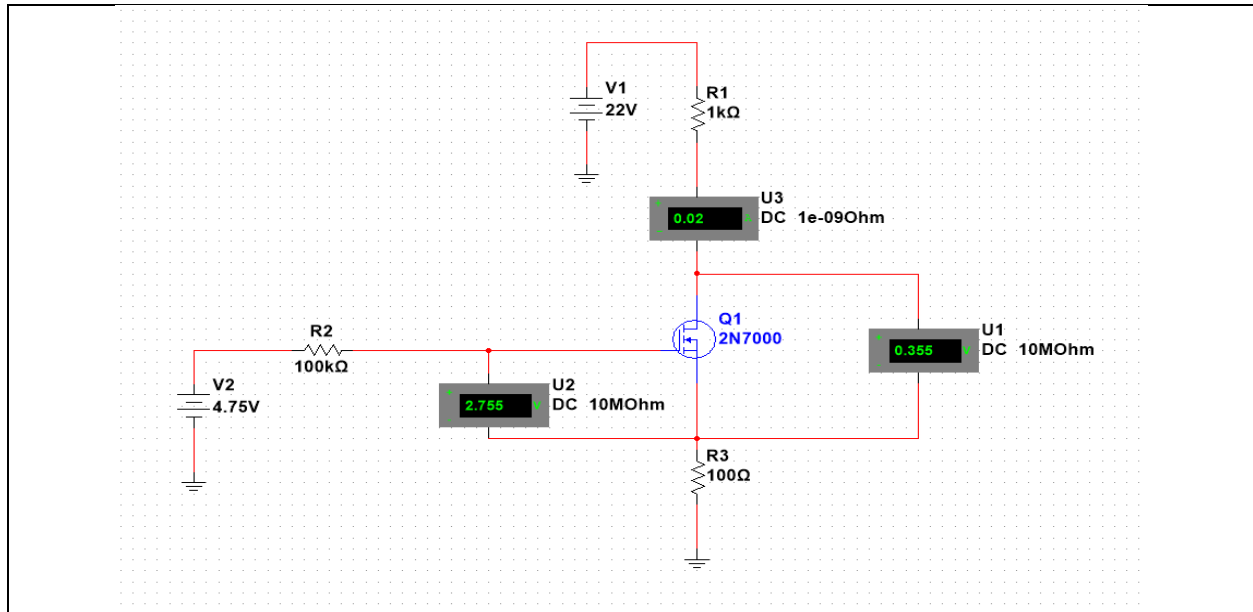 V1
22V
R1
1kΩ
U3
0.02 A
DC 1e-09Ohm
Q1
2N7000
U1
0.355 V
DC 10MOhm
R2
100kΩ
V2
4.75V
U2
2.755 V
DC 10MOhm
R3
100Ω